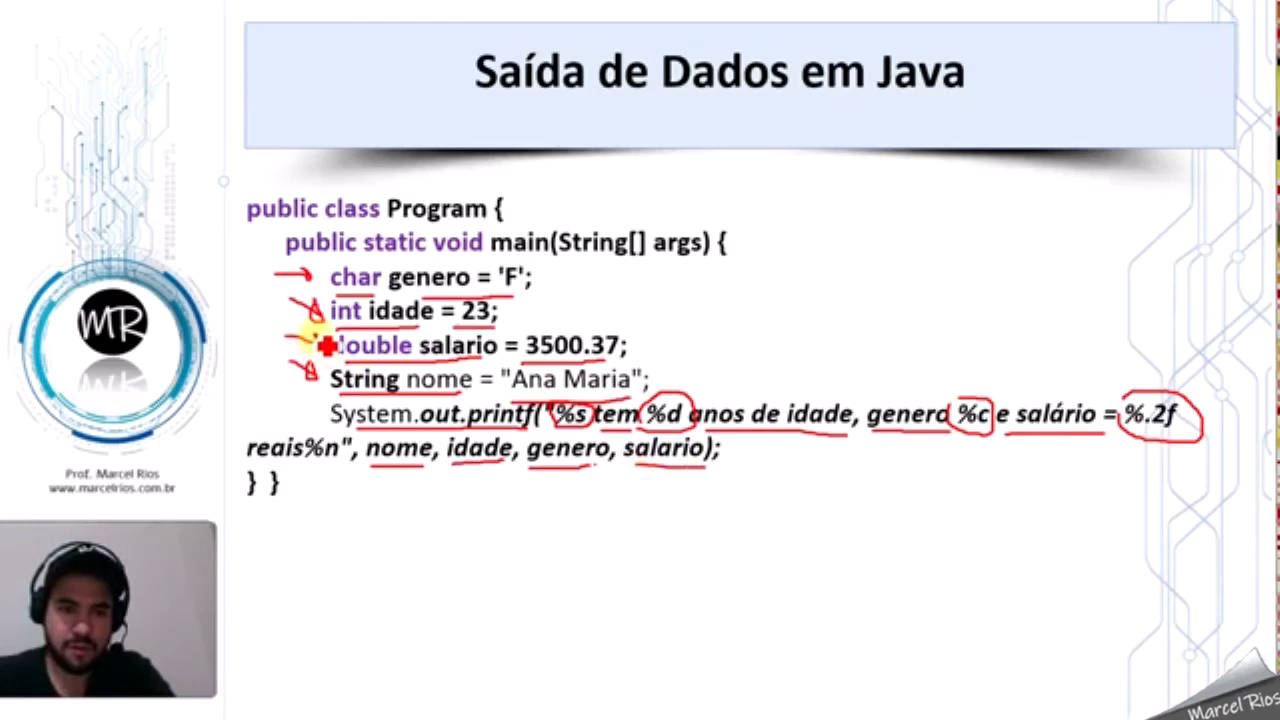 Saída de Dados em Java
public class Program {
public static void main(String[] args) {
char genero = 'F';
int idade = 23;
double salario = 3500.37;
String nome = "Ana Maria";
System.out.printf("%s tem %d anos de idade, genero %c e salário = %.2f
reais%n", nome, idade, genero, salario);
} }
MR
Prof. Marcel Rios
www.marcelrios.com.br
Marcel Rios